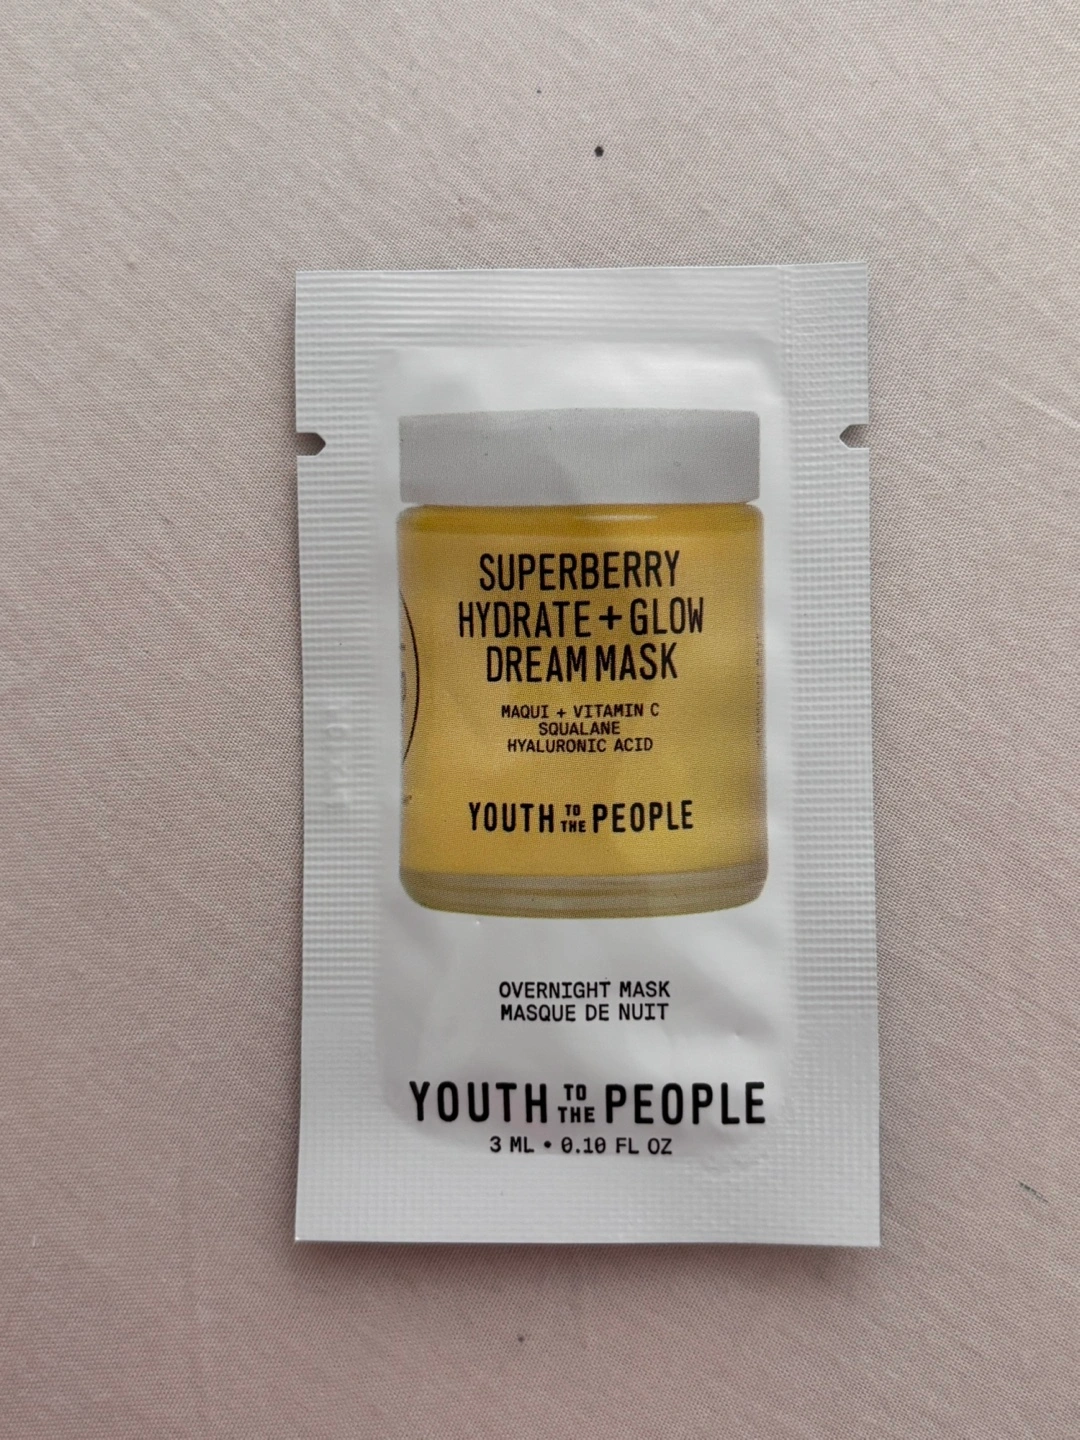 SUPERBERRY
HYDRATE + GLOW
DREAM MASK
MAQUI + VITAMIN C
SQUALANE
HYALURONIC ACID
YOUTH TO THE PEOPLE
OVERNIGHT MASK
MASQUE DE NUIT
YOUTH TO THE PEOPLE
3 ML • 0.10 FL OZ